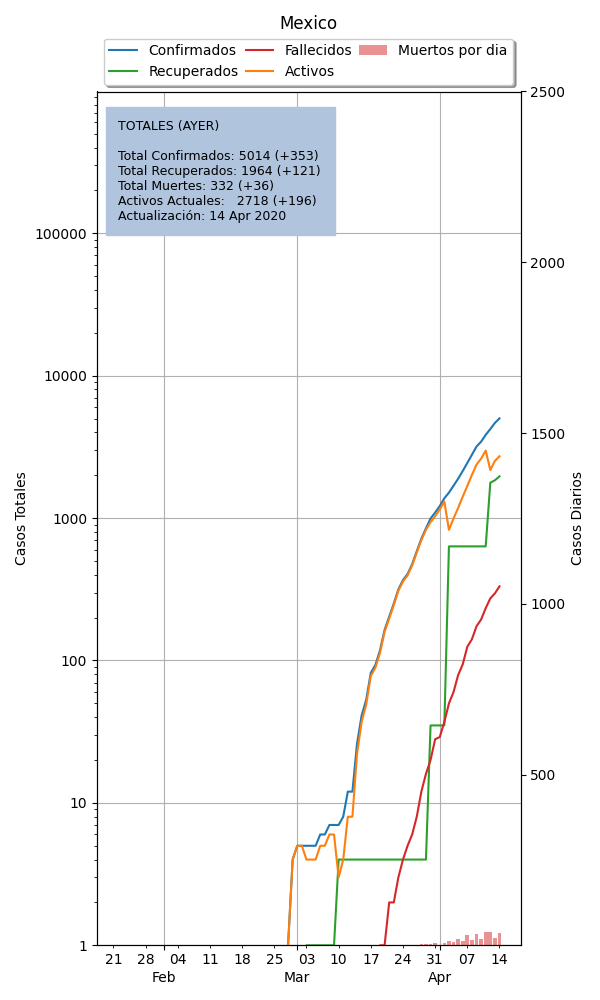 Mexico
Confirmados
Recuperados
Fallecidos
Activos
Muertos por dia
TOTALES (AYER)
Total Confirmados: 5014 (+353)
Total Recuperados: 1964 (+121)
Total Muertes: 332 (+36)
Activos Actuales: 2718 (+196)
Actualización: 14 Apr 2020
Casos Totales
100000
10000
1000
100
10
1
Casos Diarios
2500
2000
1500
1000
500
21 28 04 11 18 25 03 10 17 24 31 07 14
Feb Mar Apr